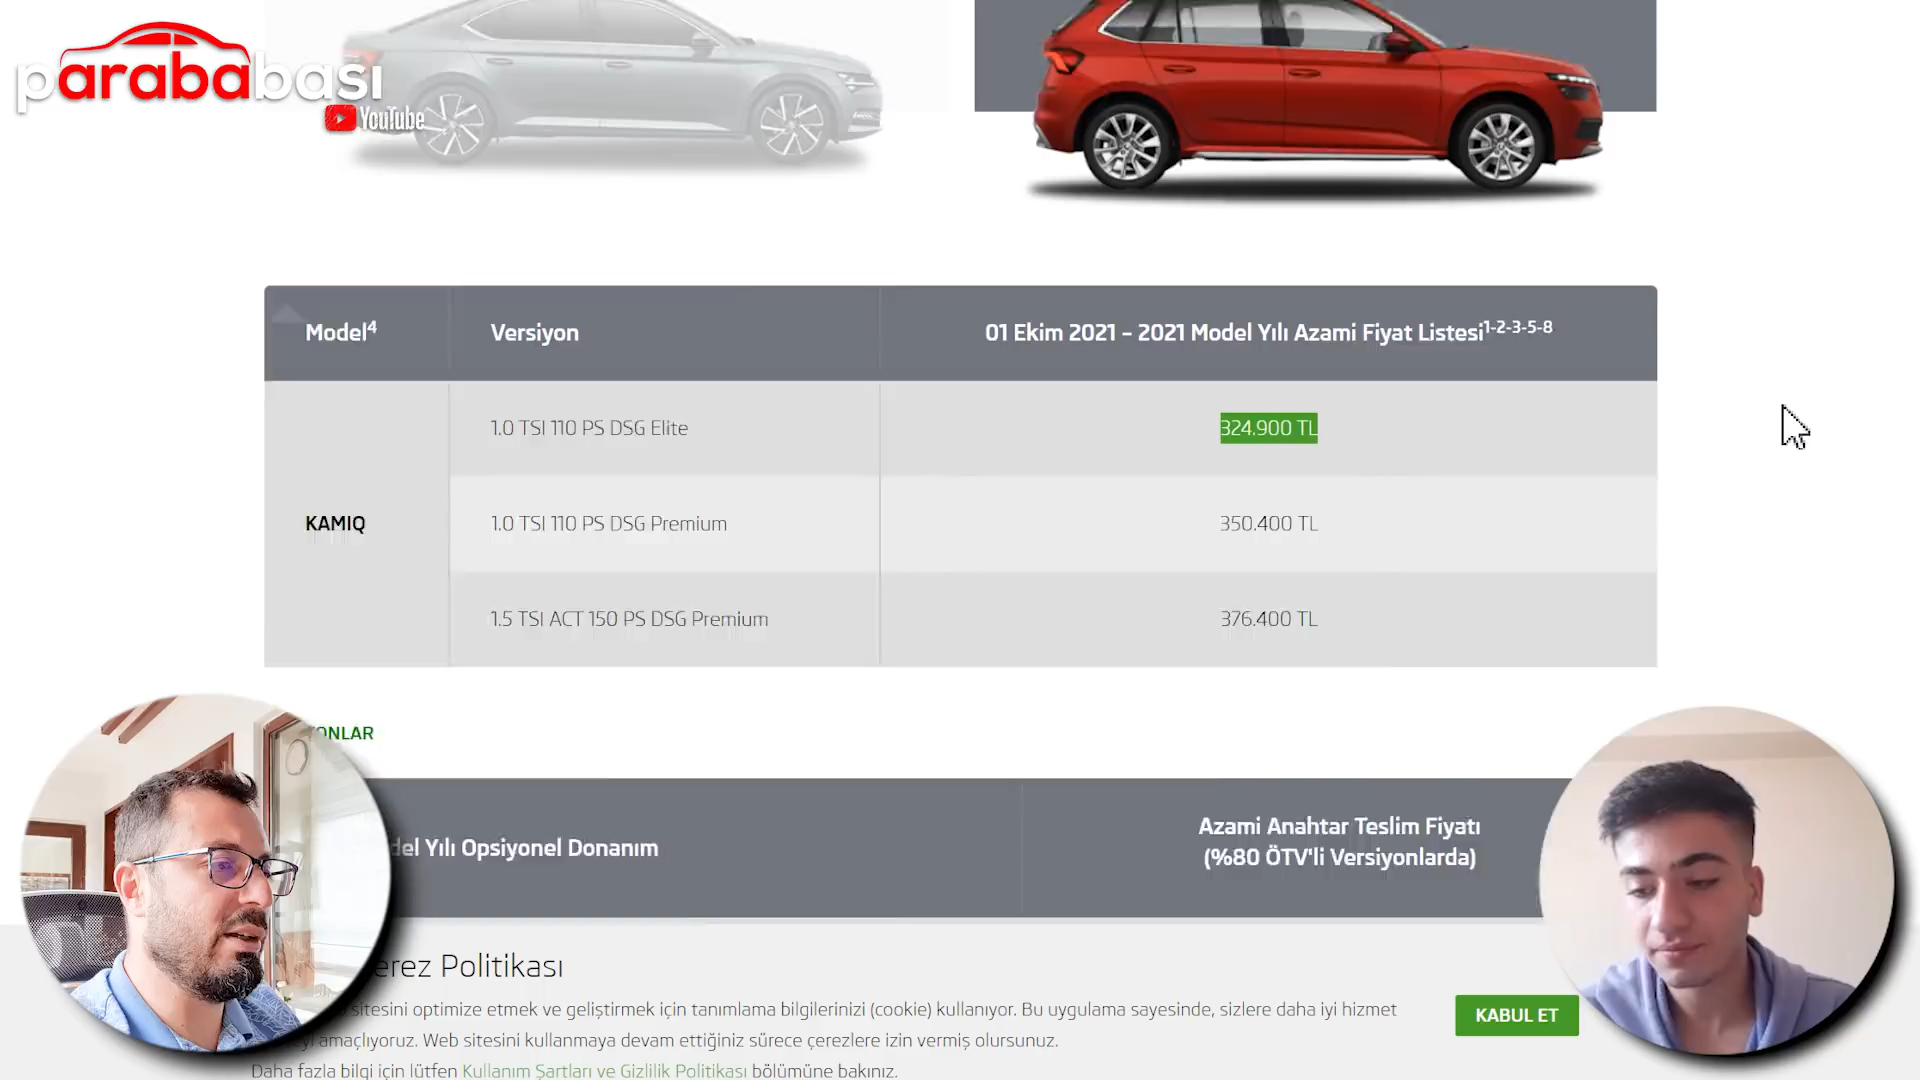 parababası
YouTube
Model4
Versiyon
01 Ekim 2021 – 2021 Model Yılı Azami Fiyat Listesi1-2-3-5-8
KAMIQ
1.0 TSI 110 PS DSG Elite
324.900 TL
1.0 TSI 110 PS DSG Premium
350.400 TL
1.5 TSI ACT 150 PS DSG Premium
376.400 TL
Yılı Opsiyonel Donanım
Azami Anahtar Teslim Fiyatı
(%80 ÖTV'li Versiyonlarda)
Politikası
sitesini optimize etmek ve geliştirmek için tanımlama bilgilerinizi (cookie) kullanıyor. Bu uygulama sayesinde, sizlere daha iyi hizmet
amaçlıyoruz. Web sitesini kullanmaya devam ettiğiniz sürece çerezlere izin vermiş olursunuz.
Daha fazla bilgi için lütfen Kullanım Şartları ve Gizlilik Politikası bölümüne bakınız.
KABUL ET